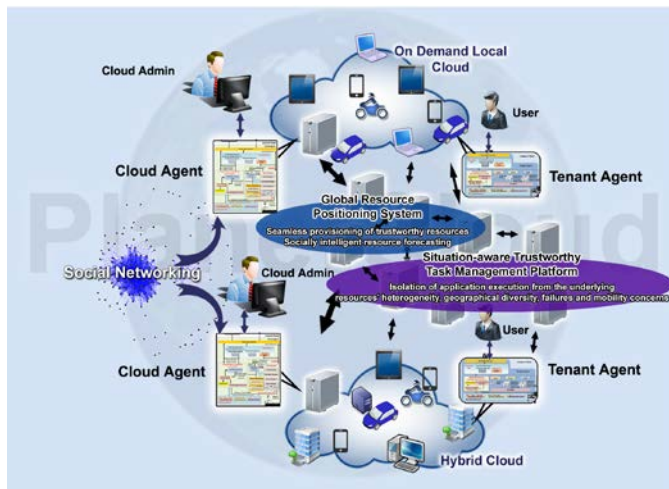 On Demand Local
Cloud
Cloud Admin
User
Cloud Agent
Tenant Agent
Global Resource
Positioning System
Seamless provisioning of trustworthy resources
Socially intelligent resource forecasting
Social Networking
Situation-aware Trustworthy
Task Management Platform
Cloud Admin
Isolation of application execution from the underlying
resources' heterogeneity, geographical diversity, failures and mobility concerns
User
Cloud Agent
Tenant Agent
Hybrid Cloud